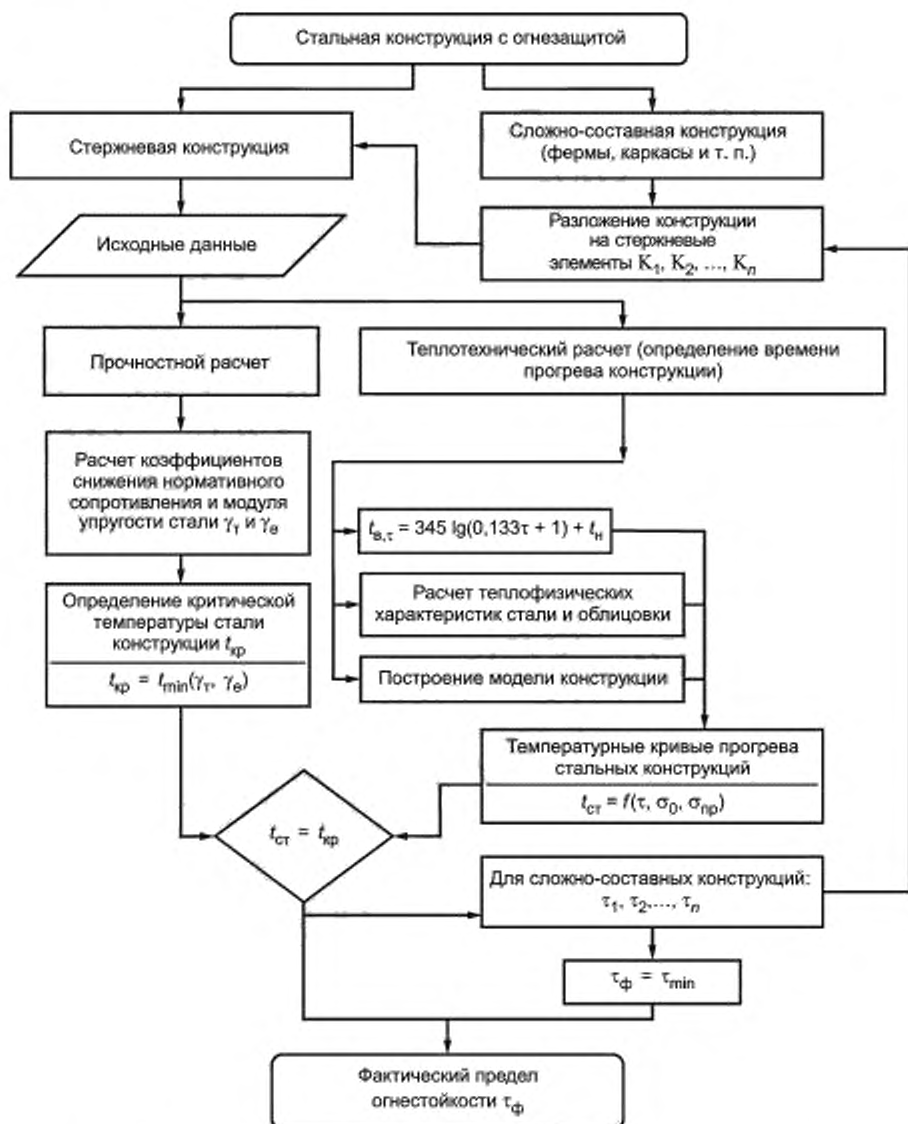 Стальная конструкция с огнезащитой
Стержневая конструкция
Сложно-составная конструкция
(фермы, каркасы и т. п.)
Исходные данные
Разложение конструкции
на стержневые
элементы K₁, K₂, ..., Kₙ
Прочностной расчет
Теплотехнический расчет (определение времени
прогрева конструкции)
Расчет коэффициентов
снижения нормативного
сопротивления и модуля
упругости стали γт и γе
tв,τ = 345 lg(0,133τ + 1) + tн
Расчет теплофизических
характеристик стали и облицовки
Построение модели конструкции
Определение критической
температуры стали
конструкции tкр
tкр = tmin(γт, γе)
Температурные кривые прогрева
стальных конструкций
tст = f(τ, σ₀, σпр)
tст = tкр
Для сложно-составных конструкций:
τ₁, τ₂,..., τₙ
τф = τmin
Фактический предел
огнестойкости τф